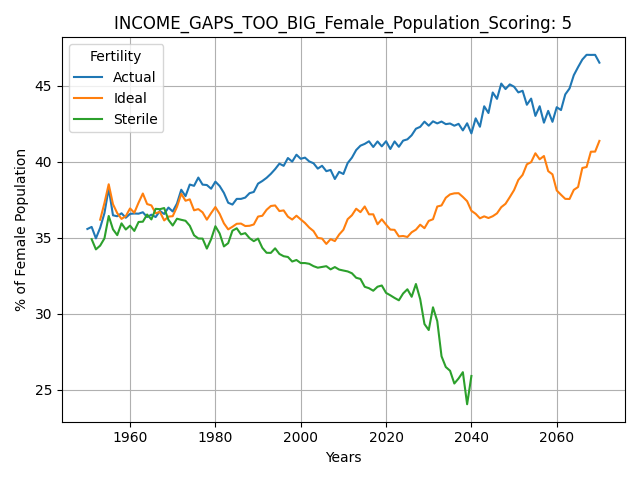 INCOME_GAPS_TOO_BIG_Female_Population_Scoring: 5
Fertility
Actual
Ideal
Sterile
% of Female Population
45
40
35
30
25
1960
1980
2000
2020
2040
2060
Years